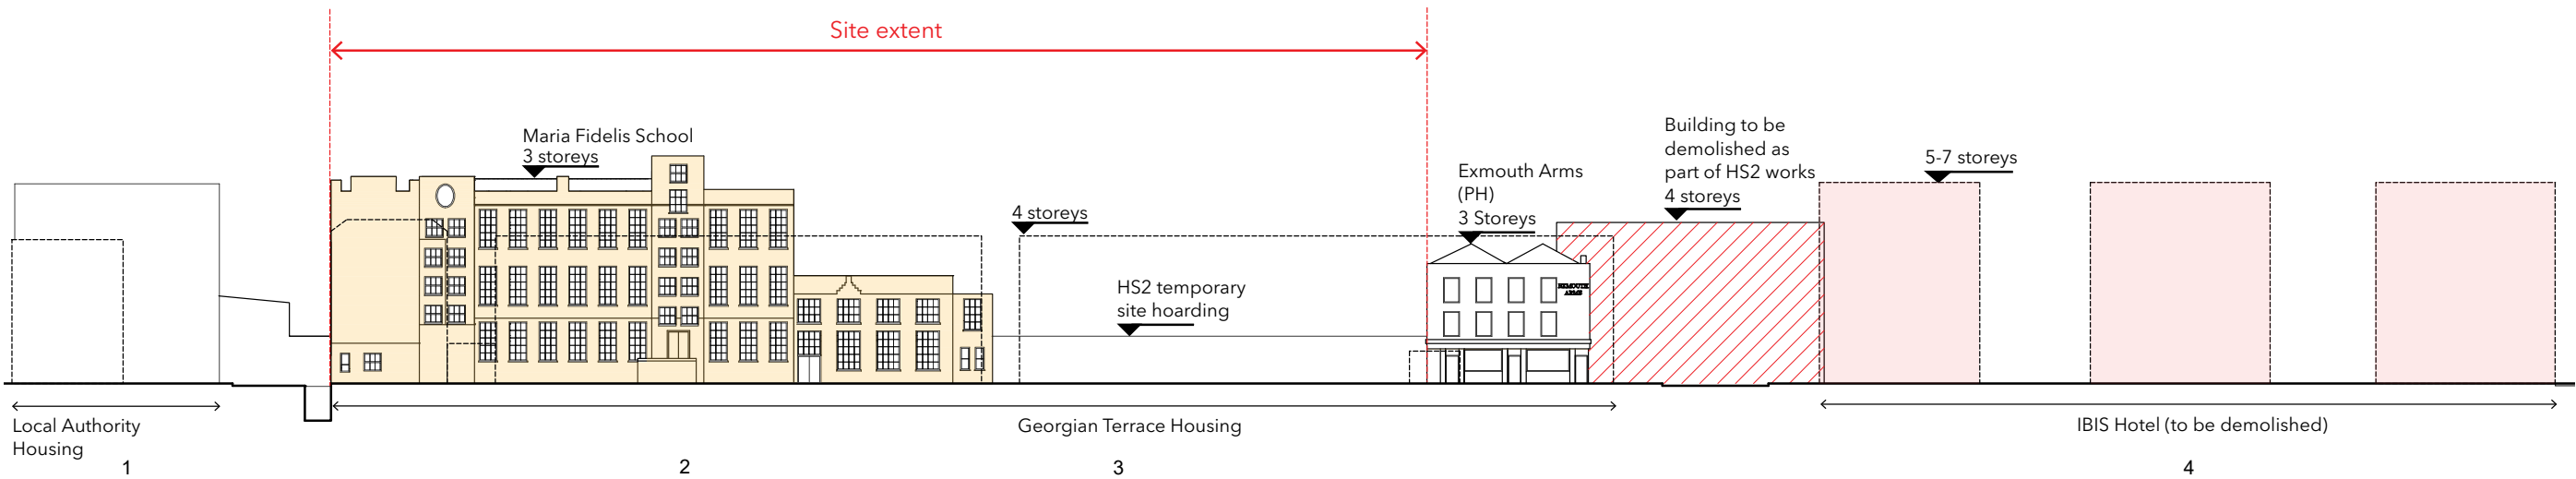 Site extent
Maria Fidelis School
3 storeys
4 storeys
HS2 temporary
site hoarding
Exmouth Arms
(PH)
3 Storeys
EXMOUTH
ARMS
Building to be
demolished as
part of HS2 works
4 storeys
5-7 storeys
Local Authority
Housing
Georgian Terrace Housing
IBIS Hotel (to be demolished)
1
2
3
4